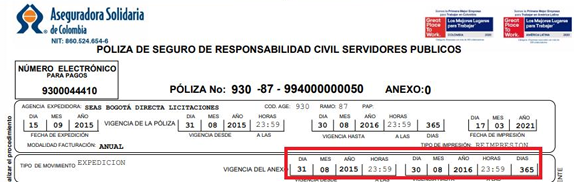 Aseguradora Solidaria
de Colombia
NIT: 860.524.654-6
Great Place To Work
Los Mejores Lugares para Trabajar
COLOMBIA
Great Place To Work
Los Mejores Lugares para Trabajar
POLIZA DE SEGURO DE RESPONSABILIDAD CIVIL SERVIDORES PUBLICOS
NÚMERO ELECTRÓNICO
PARA PAGOS
9300044410
PÓLIZA No: 930 -87 - 994000000050 ANEXO:0
AGENCIA EXPEDIDORA: SEAS BOGOTÁ DIRECTA LICITACIONES COD. AGE: 930 RAMO: 87 PAP:
DIA MES AÑO DIA MES AÑO HORAS DIA MES AÑO HORAS DIAS DIA MES AÑO
15 09 2015 VIGENCIA DE LA PÓLIZA 31 08 2015 23:59 30 08 2016 23:59 365 17 03 2021
FECHA DE EXPEDICIÓN VIGENCIA DESDE A LAS VIGENCIA HASTA A LAS FECHA DE IMPRESIÓN
MODALIDAD FACTURACIÓN: ANUAL TIPO DE IMPRESIÓN: REIMPRESION
TIPO DE MOVIMIENTO EXPEDICION DIA MES AÑO HORAS DIA MES AÑO HORAS DIAS
VIGENCIA DEL ANEXO 31 08 2015 23:59 30 08 2016 23:59 365
alizar el procedimiento